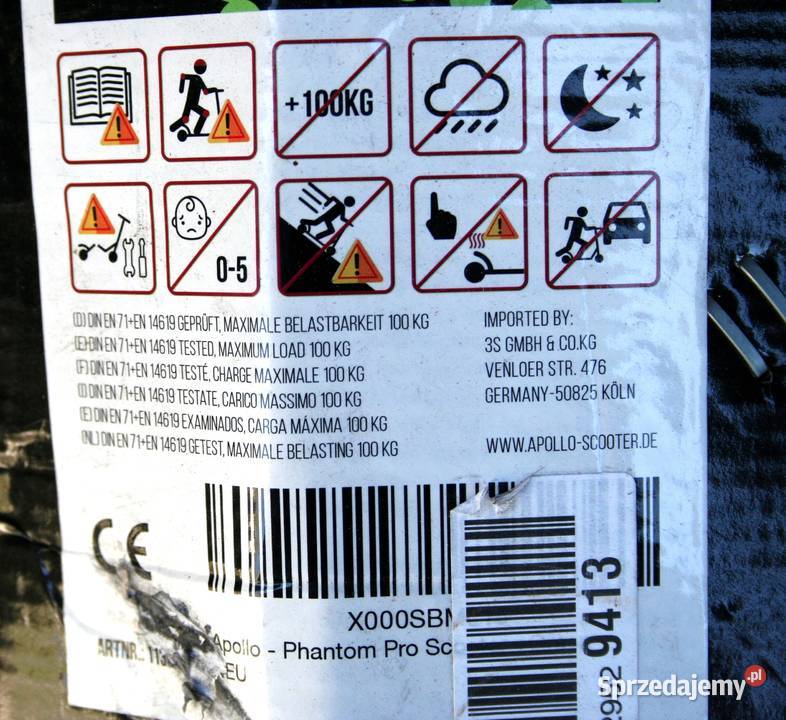 +100KG
0-5
(D) DIN EN 71+EN 14619 GEPRÜFT, MAXIMALE BELASTBARKEIT 100 KG
(E) DIN EN 71+EN 14619 TESTED, MAXIMUM LOAD 100 KG
(F) DIN EN 71+EN 14619 TESTÉ, CHARGE MAXIMALE 100 KG
(I) DIN EN 71+EN 14619 TESTATE, CARICO MASSIMO 100 KG
(E) DIN EN 71+EN 14619 EXAMINADOS, CARGA MÁXIMA 100 KG
(NL) DIN EN 71+EN 14619 GETEST, MAXIMALE BELASTING 100 KG
IMPORTED BY:
3S GMBH & CO.KG
VENLOER STR. 476
GERMANY-50825 KÖLN
WWW.APOLLO-SCOOTER.DE
CE
X000SB
Apollo - Phantom Pro Sc
ARTNR.
EU
9413
Sprzedajemy.pl